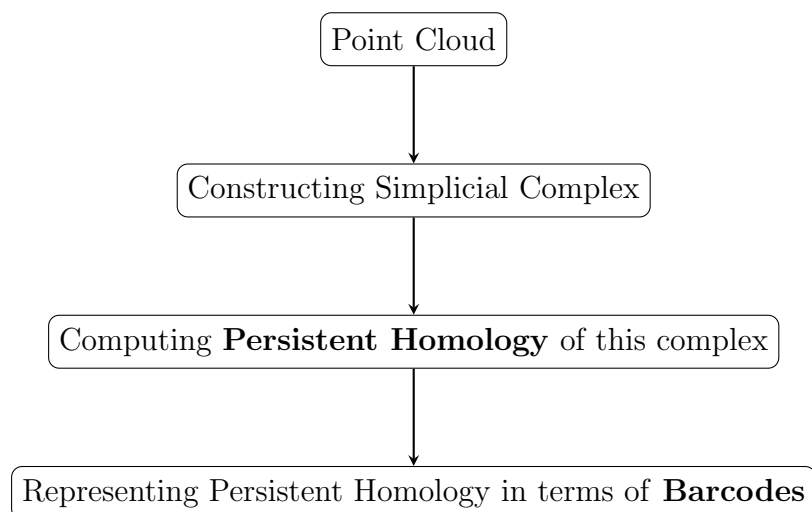 Point Cloud
Constructing Simplicial Complex
Computing Persistent Homology of this complex
Representing Persistent Homology in terms of Barcodes